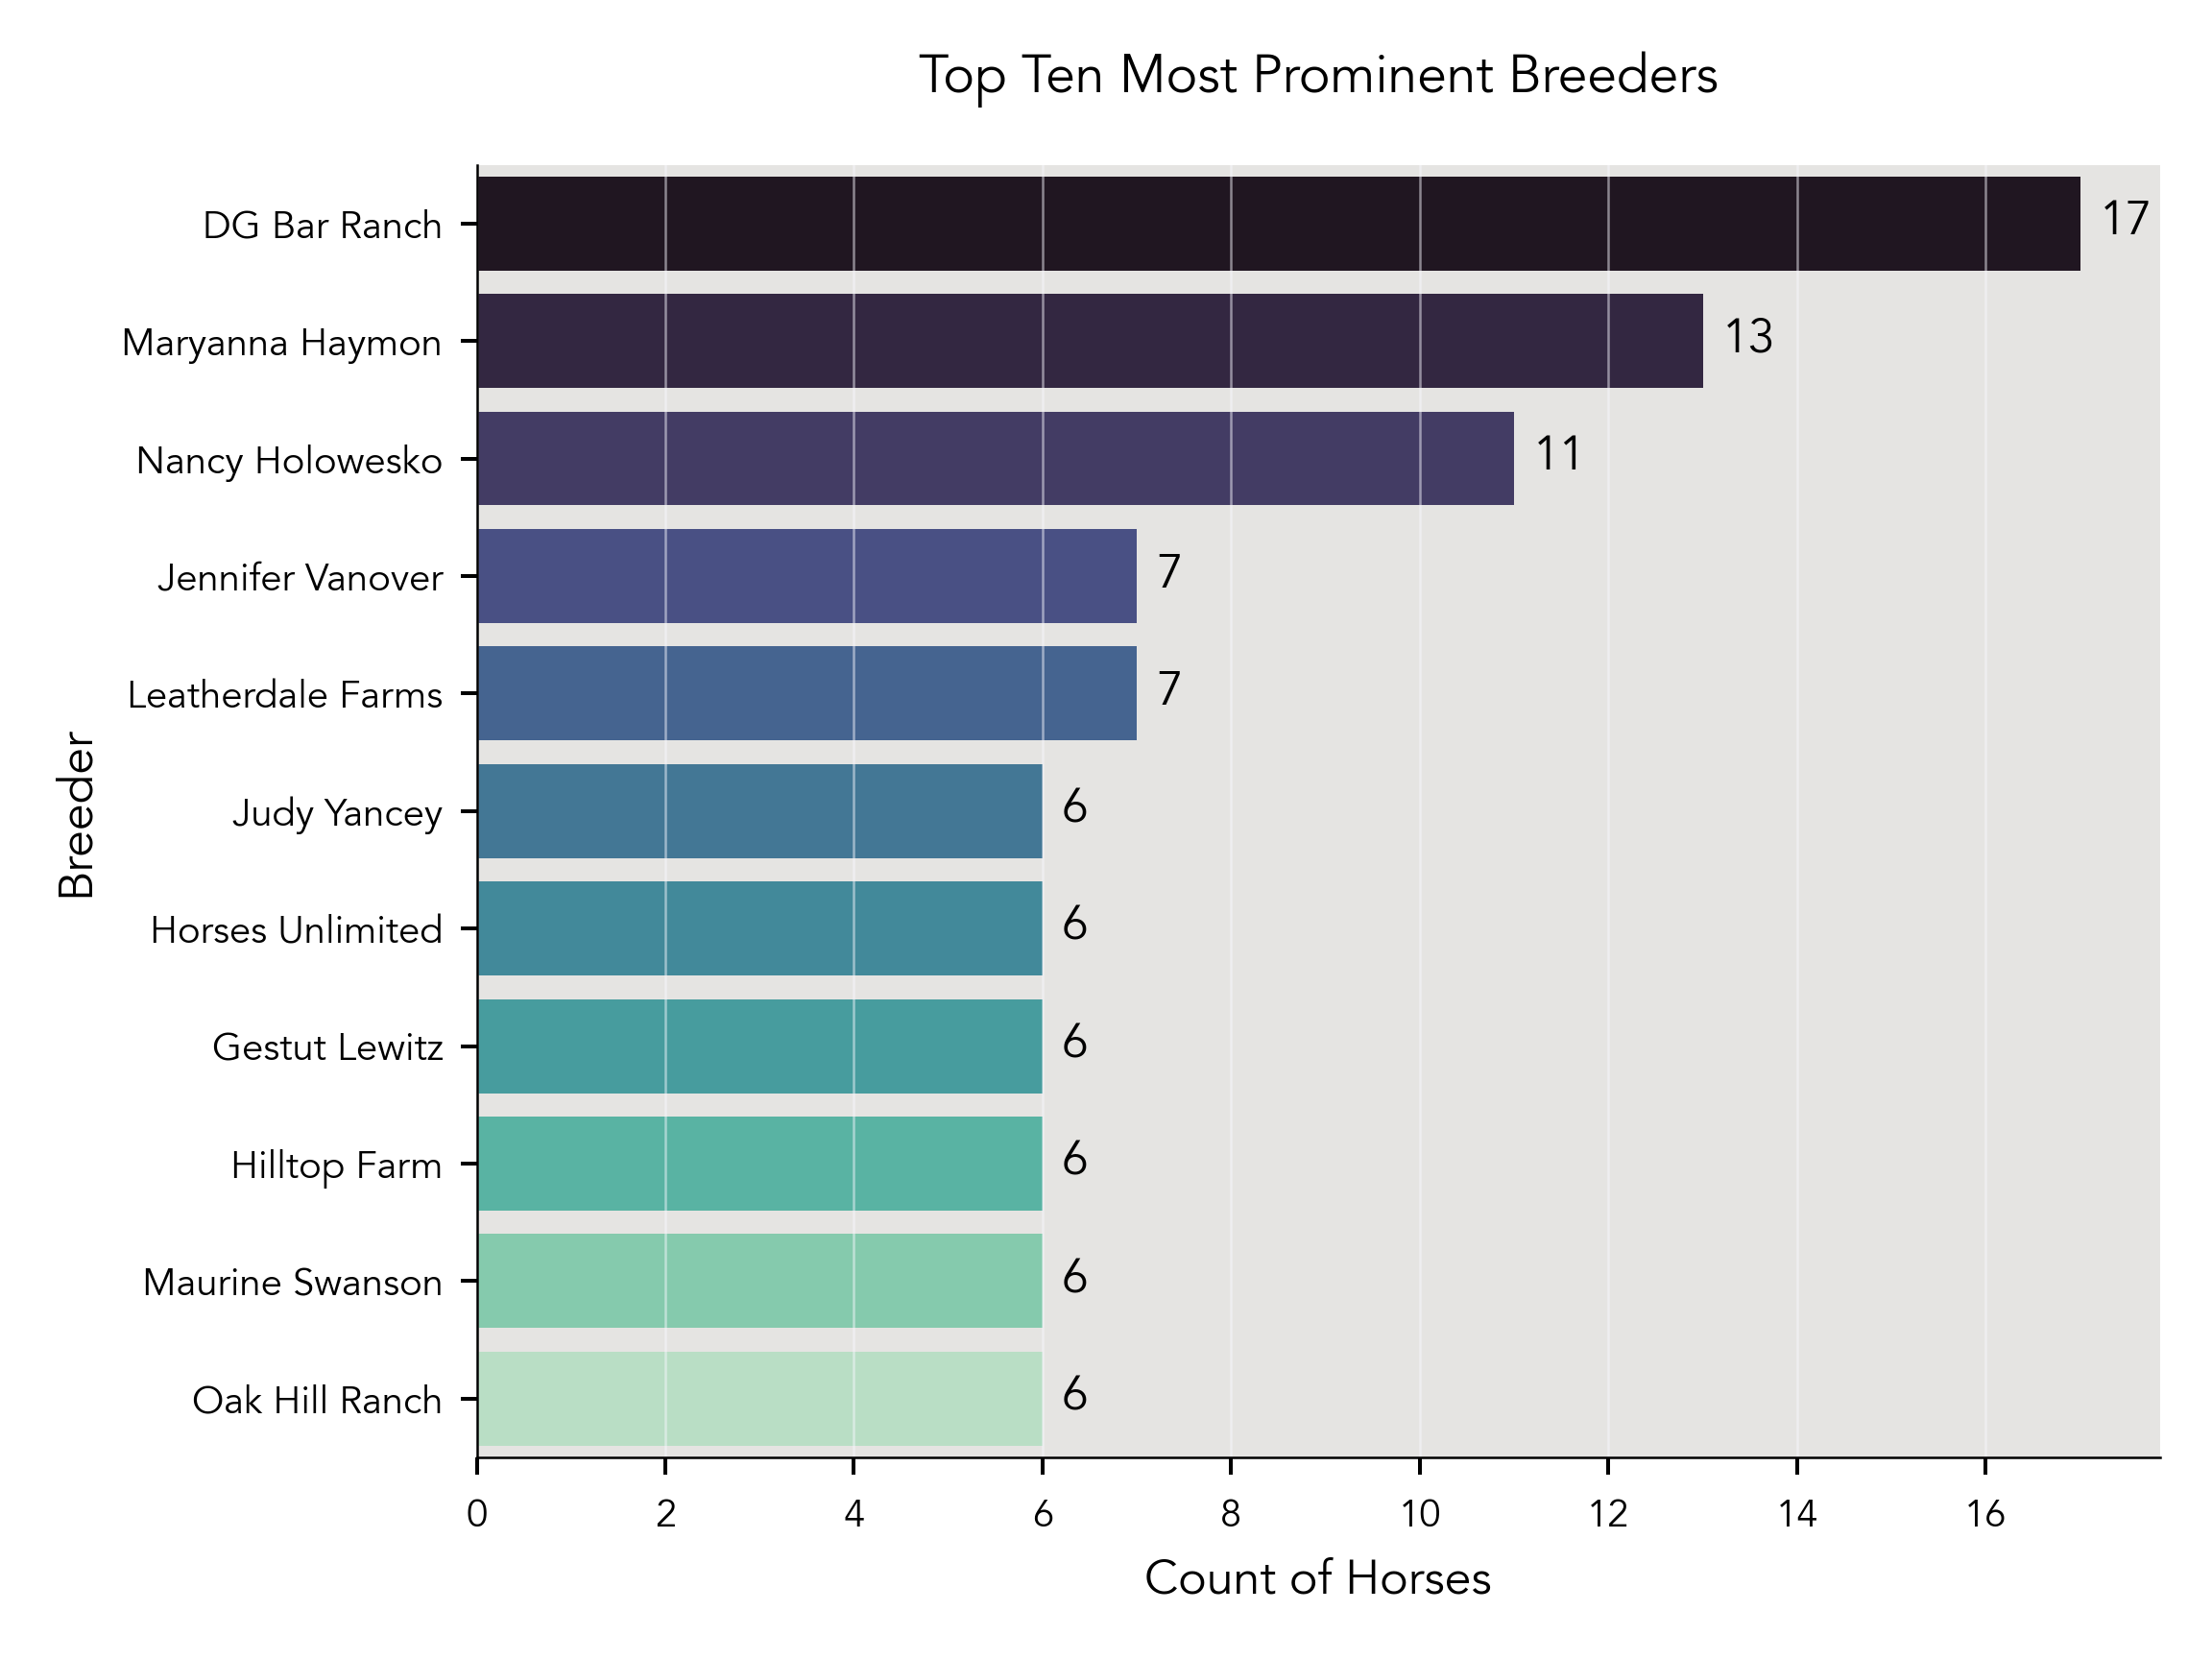 Top Ten Most Prominent Breeders
DG Bar Ranch 17
Maryanna Haymon 13
Nancy Holowesko 11
Jennifer Vanover 7
Leatherdale Farms 7
Judy Yancey 6
Horses Unlimited 6
Gestut Lewitz 6
Hilltop Farm 6
Maurine Swanson 6
Oak Hill Ranch 6
Breeder
0 2 4 6 8 10 12 14 16
Count of Horses